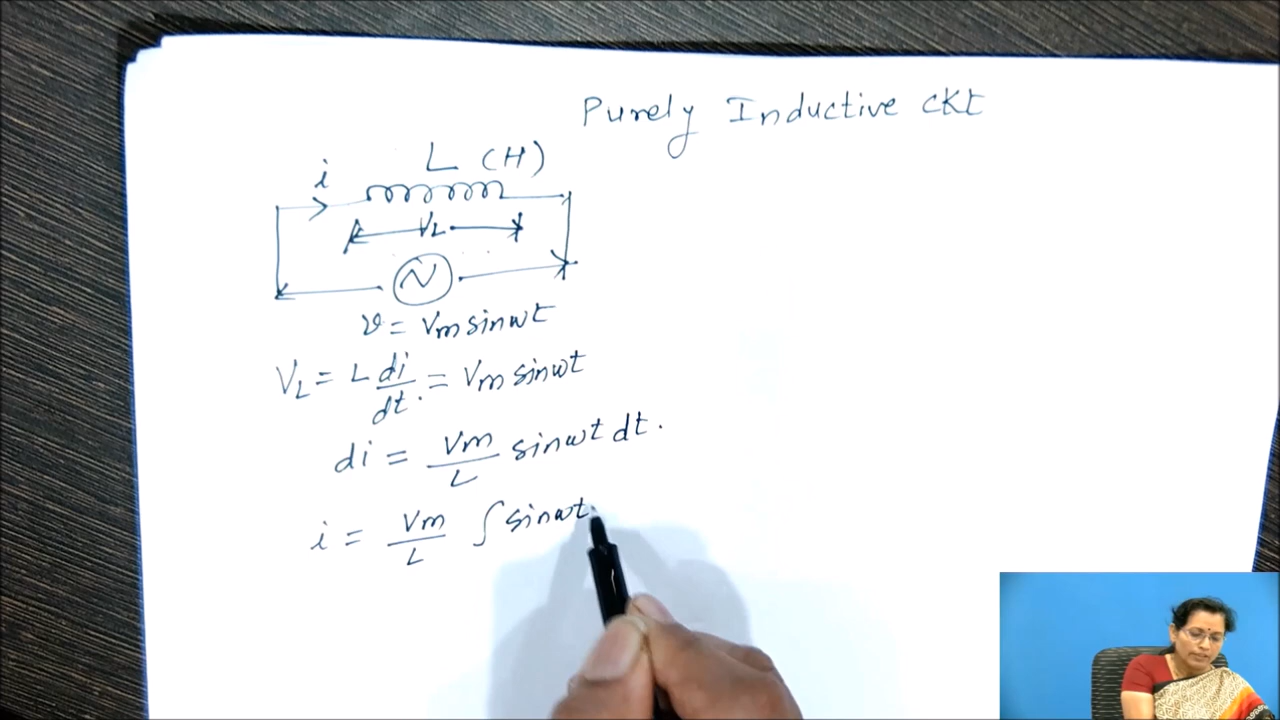 Purely Inductive ckt
L (H)
i
VL
v = Vm sinωt
VL = L di/dt. = Vm sinωt
di = Vm/L sinωt dt.
i = Vm/L ∫ sinωt